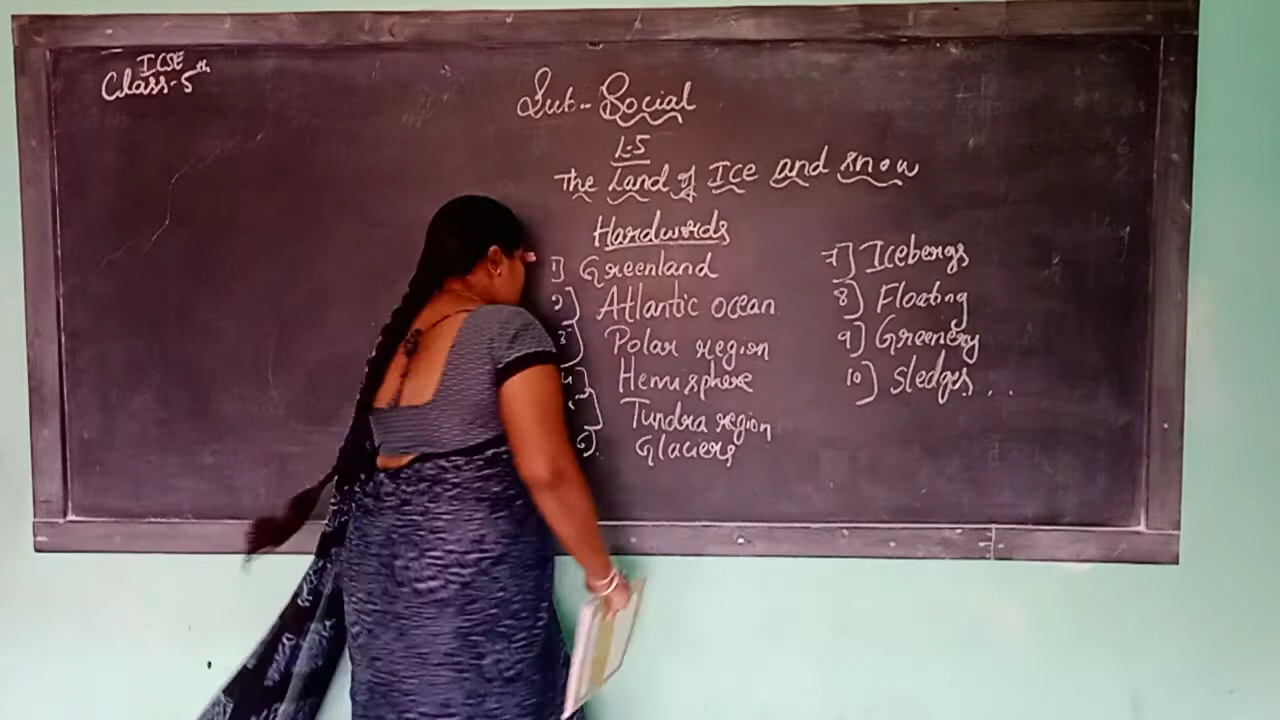 ICSE
Class-5th
Sub- Social
L-5
The Land of Ice and snow
Hardwords
1] Greenland
2] Atlantic ocean
3] Polar region
4] Hemisphere
5] Tundra region
6). Glaciers
7] Icebergs
8] Floating
9] Greenery
10] Sledges...